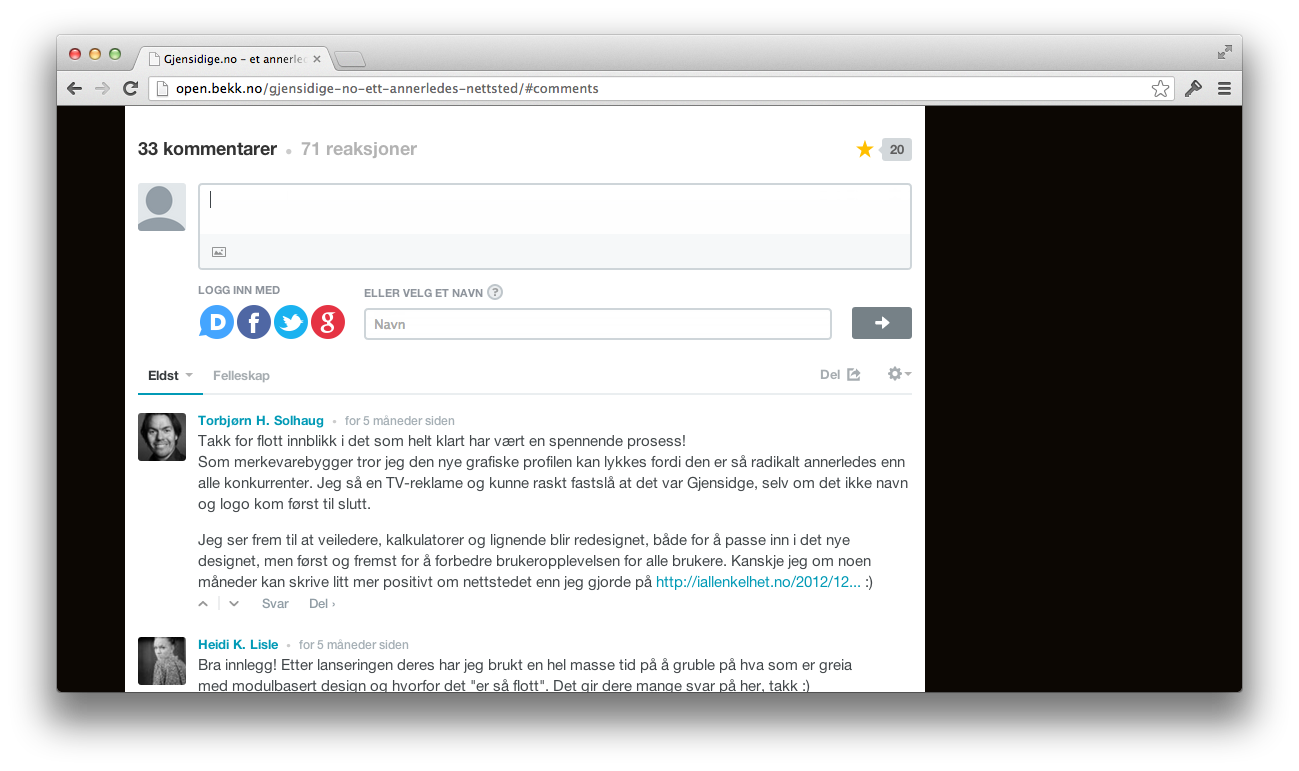 Gjensidige.no – et annerle
open.bekk.no/gjensidige-no-ett-annerledes-nettsted/#comments
33 kommentarer • 71 reaksjoner
20
LOGG INN MED
ELLER VELG ET NAVN ?
D f g
Navn
Eldst Felleskap Del
Torbjørn H. Solhaug • for 5 måneder siden
Takk for flott innblikk i det som helt klart har vært en spennende prosess!
Som merkevarebygger tror jeg den nye grafiske profilen kan lykkes fordi den er så radikalt annerledes enn
alle konkurrenter. Jeg så en TV-reklame og kunne raskt fastslå at det var Gjensidge, selv om det ikke navn
og logo kom først til slutt.
Jeg ser frem til at veiledere, kalkulatorer og lignende blir redesignet, både for å passe inn i det nye
designet, men først og fremst for å forbedre brukeropplevelsen for alle brukere. Kanskje jeg om noen
måneder kan skrive litt mer positivt om nettstedet enn jeg gjorde på http://iallenkelhet.no/2012/12... :)
Svar Del ›
Heidi K. Lisle • for 5 måneder siden
Bra innlegg! Etter lanseringen deres har jeg brukt en hel masse tid på å gruble på hva som er greia
med modulbasert design og hvorfor det "er så flott". Det gir dere mange svar på her, takk :)